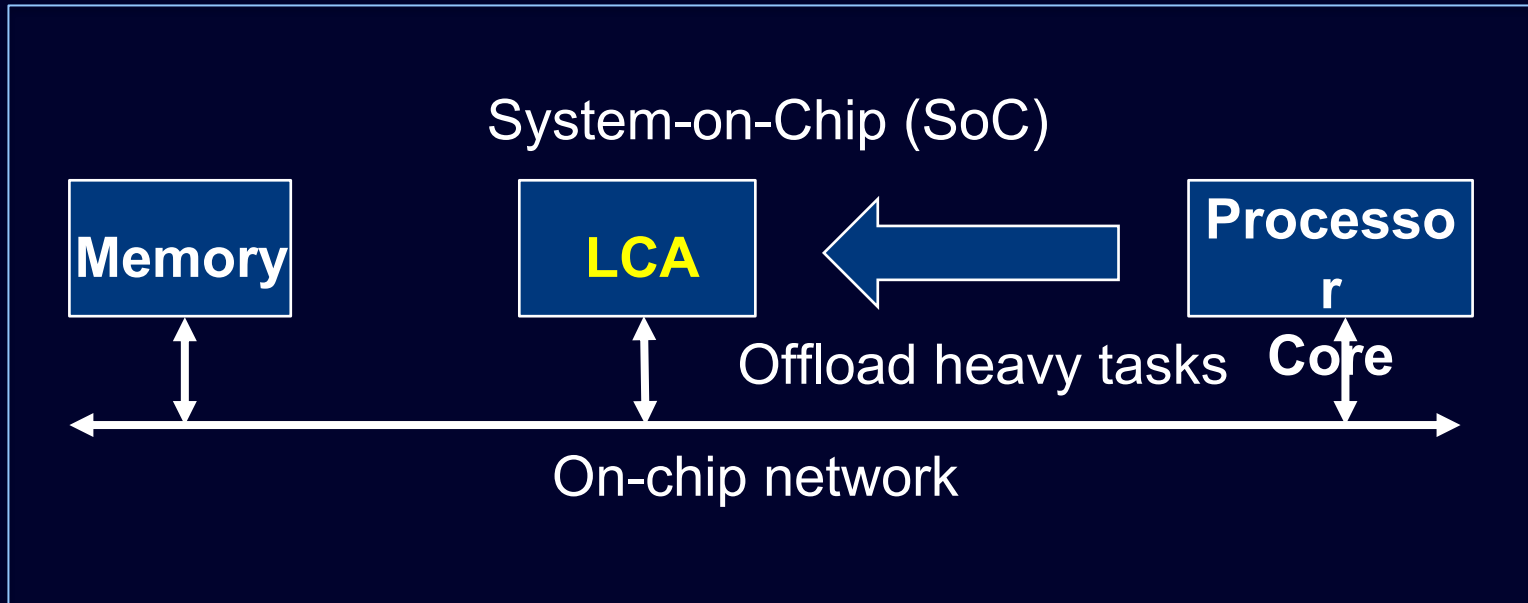 System-on-Chip (SoC)
Memory
LCA
Processo
r
Core
Offload heavy tasks
On-chip network